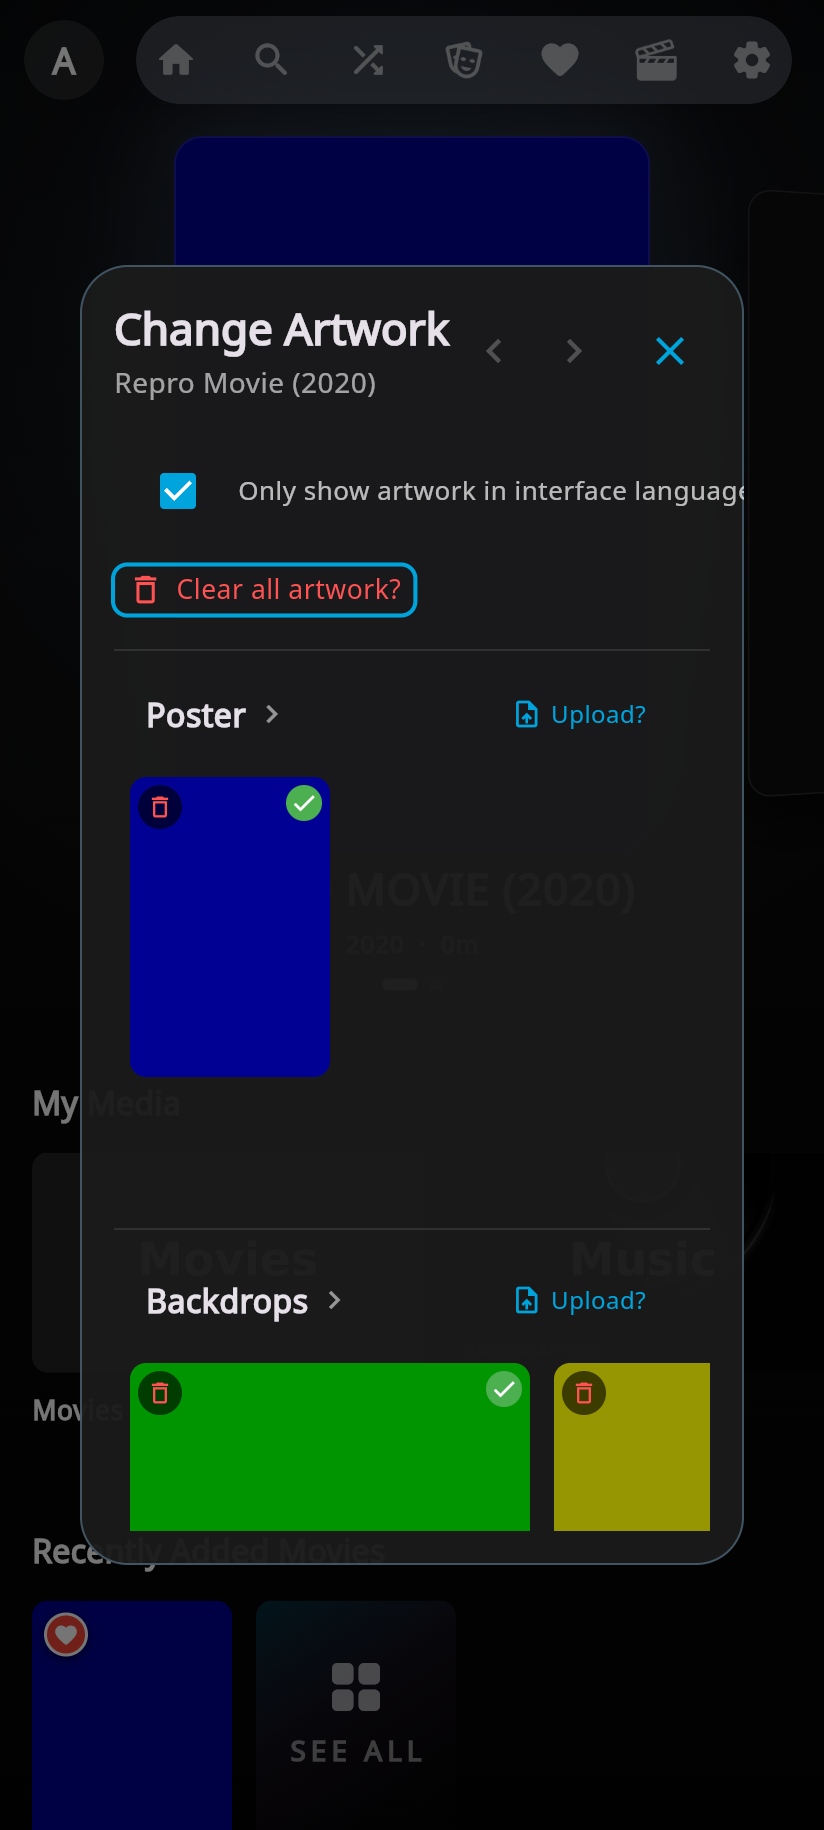 A
Change Artwork
Repro Movie (2020)
Only show artwork in interface language
Clear all artwork?
Poster
Upload?
MOVIE (2020)
2020 • 0m
My Media
Movies
Music
Backdrops
Upload?
Movies
Recently Added Movies
SEE ALL